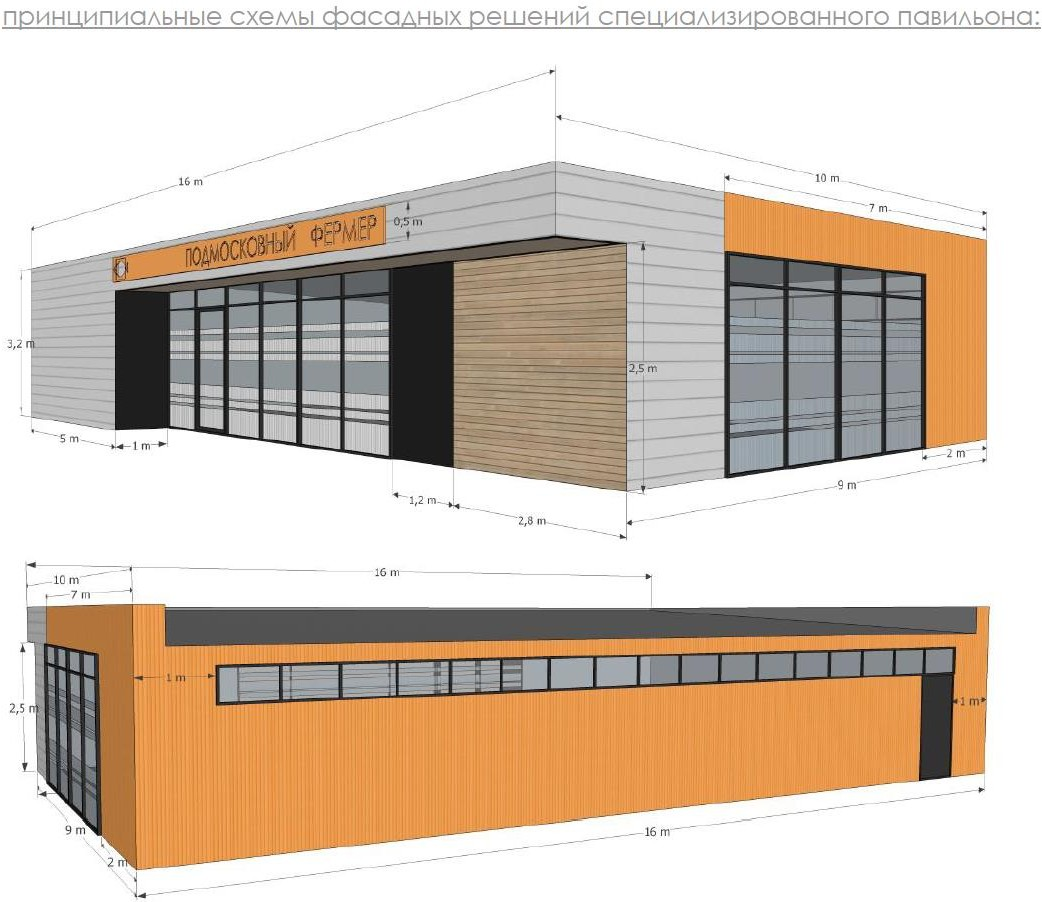 принципиальные схемы фасадных решений специализированного павильона:
16 m
10 m
7 m
0,5 m
ПОДМОСКОВНЫЙ ФЕРМЕР
3,2 m
2,5 m
5 m
1 m
2 m
9 m
1,2 m
2,8 m
16 m
10 m
7 m
1 m
2,5 m
1 m
9 m
16 m
2 m